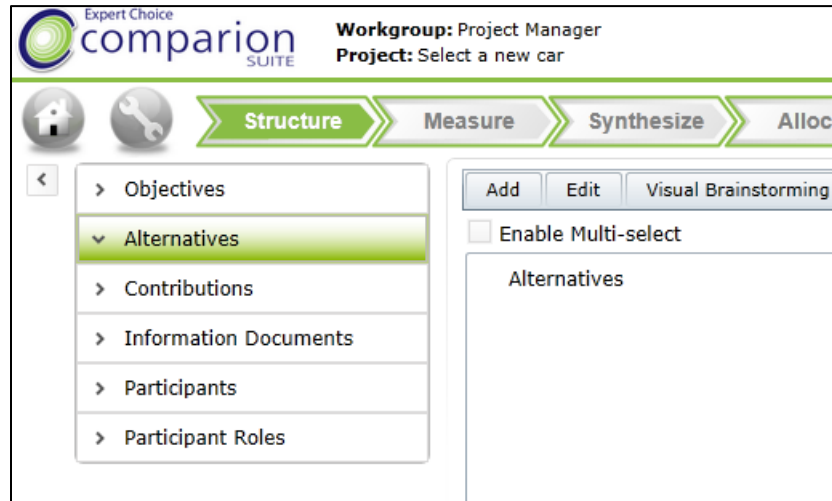 Expert Choice
comparion
SUITE
Workgroup: Project Manager
Project: Select a new car
Structure Measure Synthesize Alloc
Objectives
Alternatives
Contributions
Information Documents
Participants
Participant Roles
Add Edit Visual Brainstorming
Enable Multi-select
Alternatives